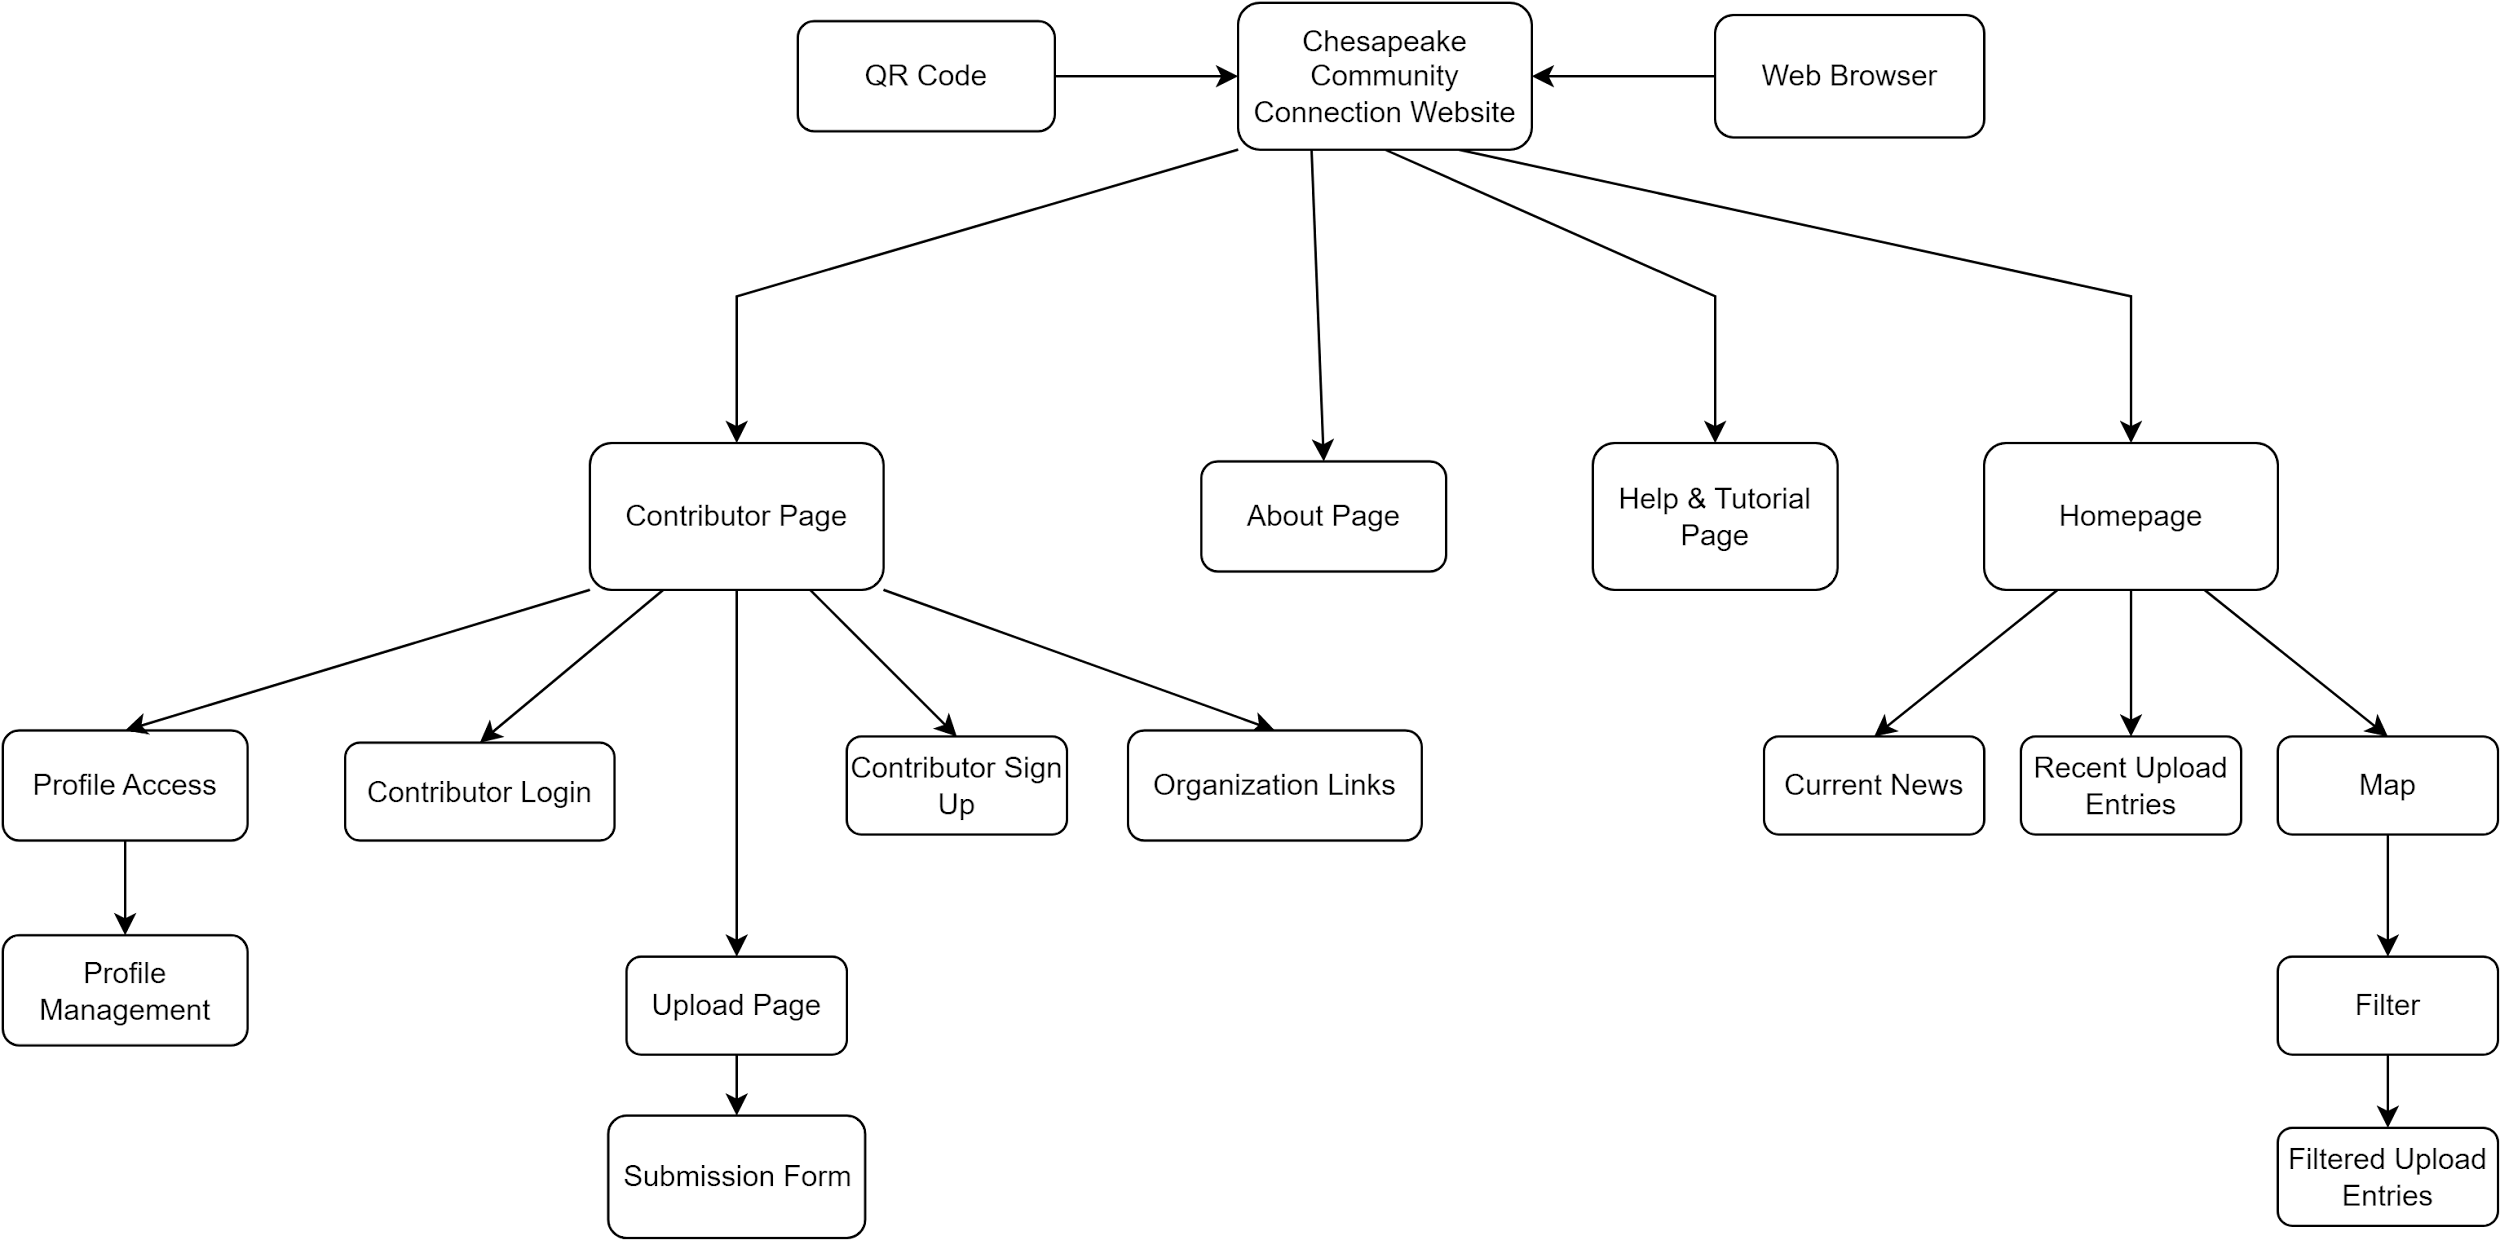 QR Code
Chesapeake
Community
Connection Website
Web Browser
Contributor Page
About Page
Help & Tutorial
Page
Homepage
Profile Access
Contributor Login
Contributor Sign
Up
Organization Links
Current News
Recent Upload
Entries
Map
Profile
Management
Upload Page
Filter
Submission Form
Filtered Upload
Entries